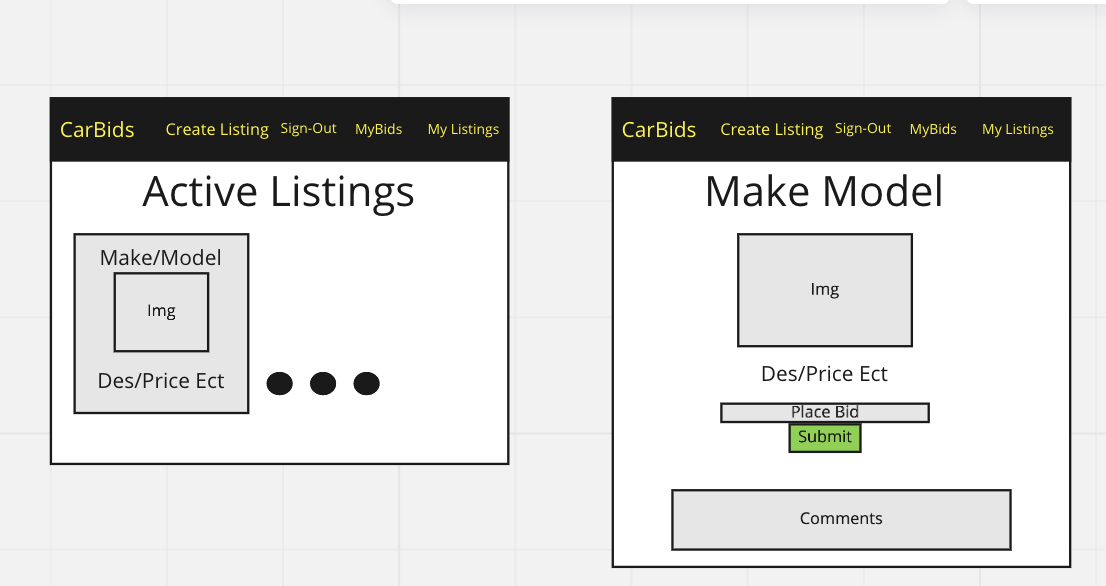 CarBids Create Listing Sign-Out MyBids My Listings
Active Listings
Make/Model
Img
Des/Price Ect
CarBids Create Listing Sign-Out MyBids My Listings
Make Model
Img
Des/Price Ect
Place Bid
Submit
Comments